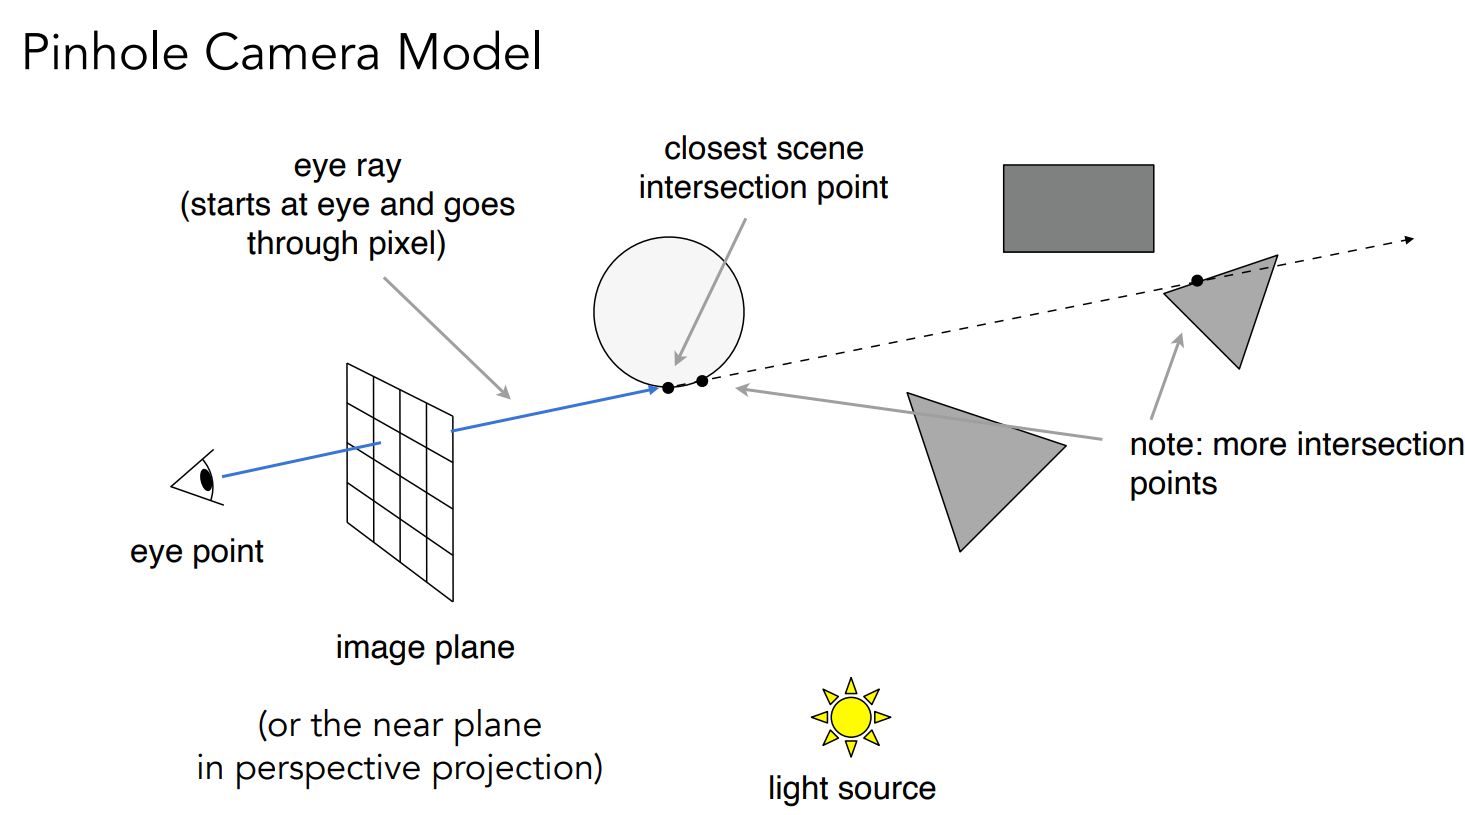 Pinhole Camera Model
eye ray
(starts at eye and goes
through pixel)
closest scene
intersection point
note: more intersection
points
eye point
image plane
(or the near plane
in perspective projection)
light source